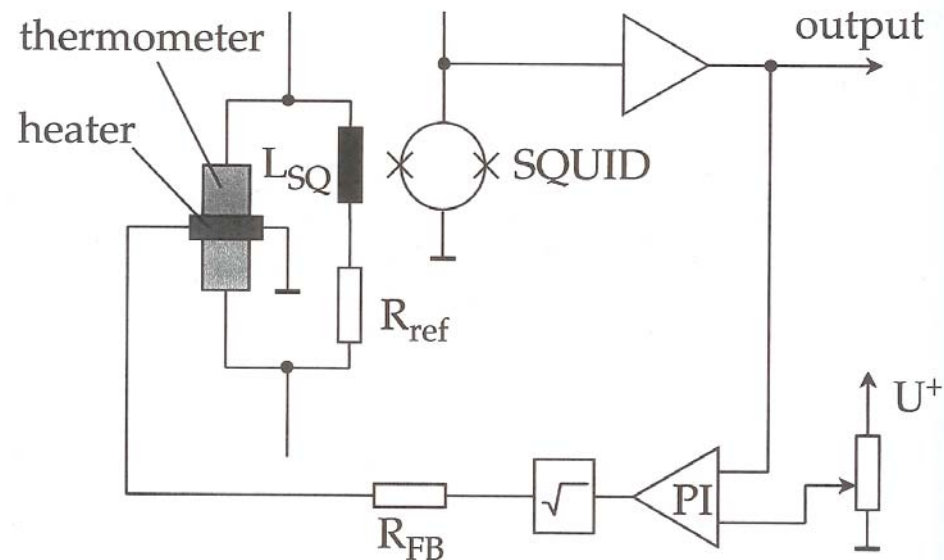 thermometer
output
heater
L_SQ
SQUID
R_ref
U⁺
PI
√
R_FB